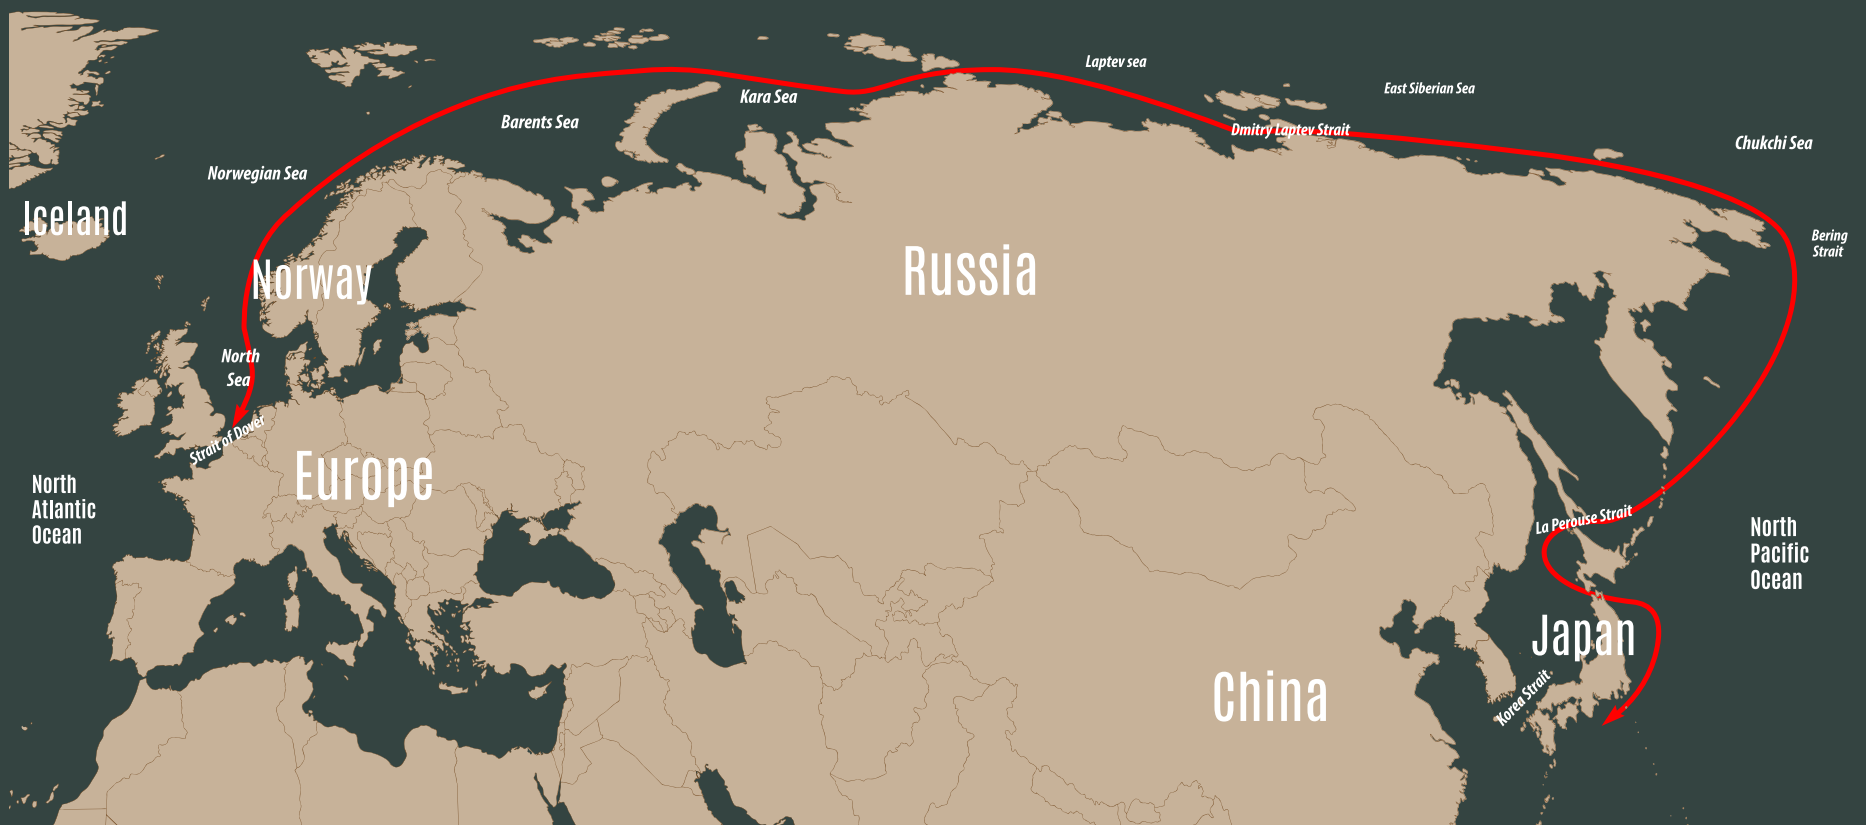 Laptev sea
East Siberian Sea
Kara Sea
Barents Sea
Dmitry Laptev Strait
Chukchi Sea
Norwegian Sea
Iceland
Bering
Strait
Norway
Russia
North
Sea
Strait of Dover
Europe
North
Atlantic
Ocean
La Perouse Strait
North
Pacific
Ocean
Japan
Korea Strait
China